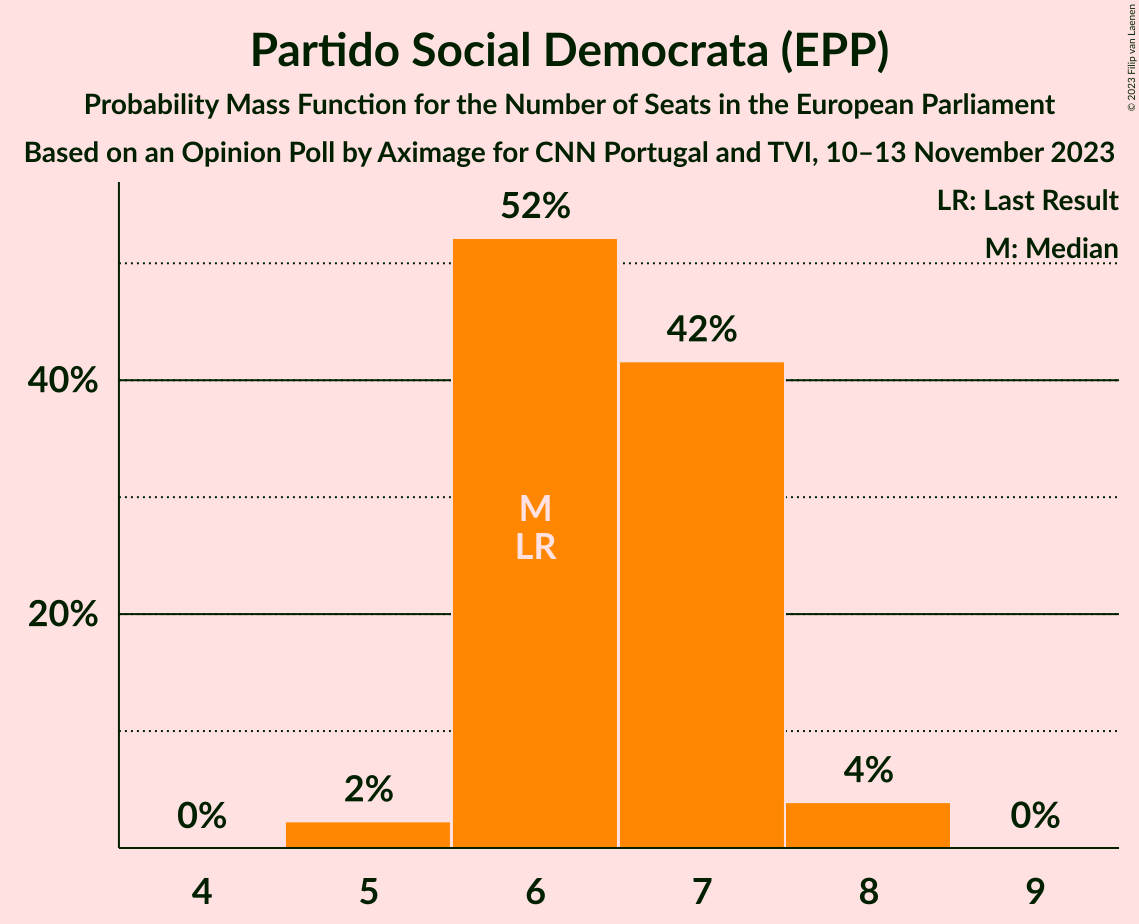 Partido Social Democrata (EPP)
Probability Mass Function for the Number of Seats in the European Parliament
Based on an Opinion Poll by Aximage for CNN Portugal and TVI, 10–13 November 2023
© 2023 Filip van Laenen
LR: Last Result
M: Median
52%
42%
40%
M
LR
20%
4%
2%
0%
0%
4 5 6 7 8 9